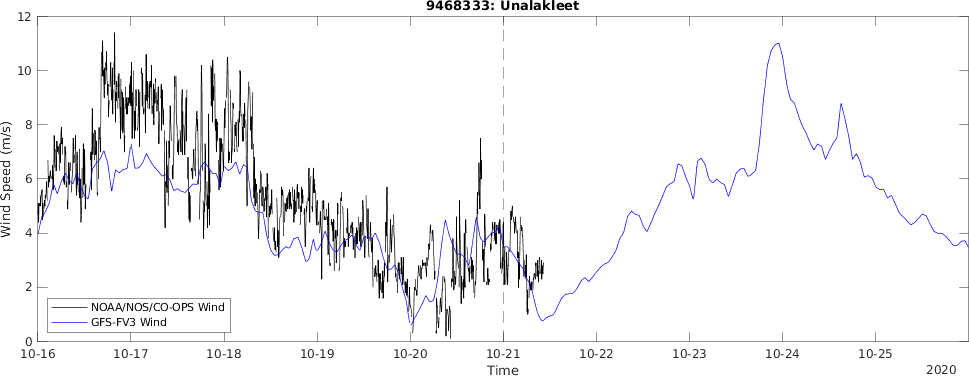 9468333: Unalakleet
12
10
8
6
4
2
0
Wind Speed (m/s)
NOAA/NOS/CO-OPS Wind
GFS-FV3 Wind
10-16 10-17 10-18 10-19 10-20 10-21 10-22 10-23 10-24 10-25
Time
2020